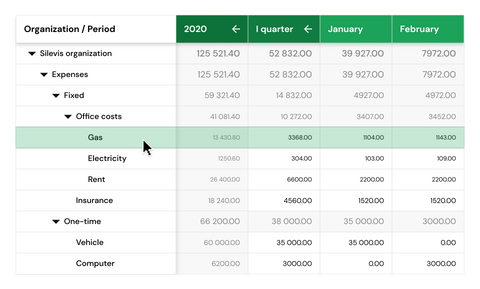 Organization / Period 2020 I quarter January February
Silevis organization 125 521.40 52 832.00 39 927.00 7972.00
Expenses 125 521.40 52 832.00 39 927.00 7972.00
Fixed 59 321.40 14 832.00 4927.00 4972.00
Office costs 41 081.40 10 272.00 3407.00 3452.00
Gas 13 430.80 3368.00 1104.00 1143.00
Electricity 1250.60 304.00 103.00 109.00
Rent 26 400.00 6600.00 2200.00 2200.00
Insurance 18 240.00 4560.00 1520.00 1520.00
One-time 66 200.00 38 000.00 35 000.00 3000.00
Vehicle 60 000.00 35 000.00 35 000.00 0.00
Computer 6200.00 3000.00 0.00 3000.00